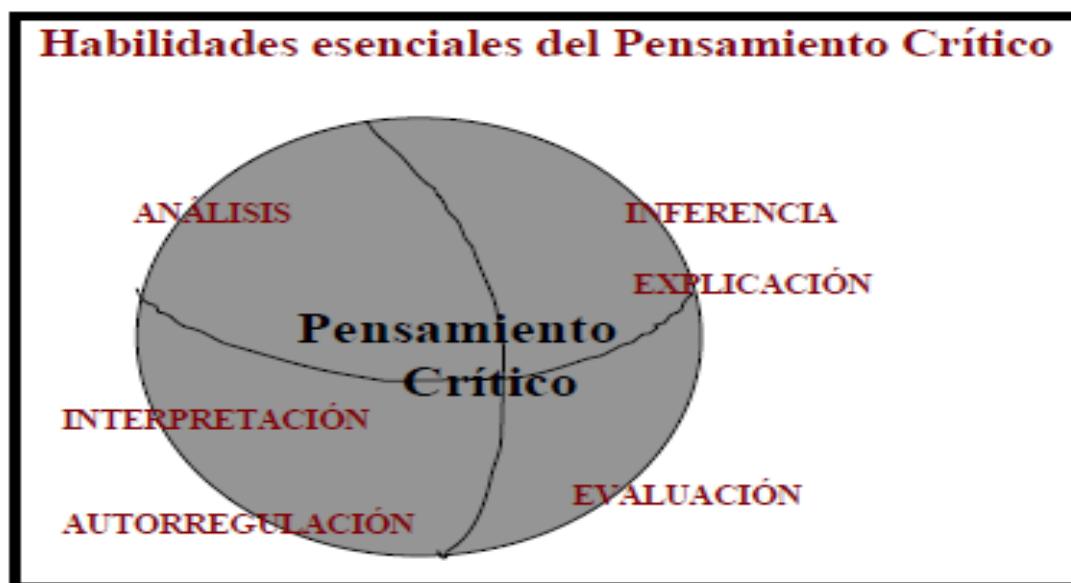 Habilidades esenciales del Pensamiento Crítico
ANÁLISIS
INFERENCIA
EXPLICACIÓN
Pensamiento
Crítico
INTERPRETACIÓN
EVALUACIÓN
AUTORREGULACIÓN